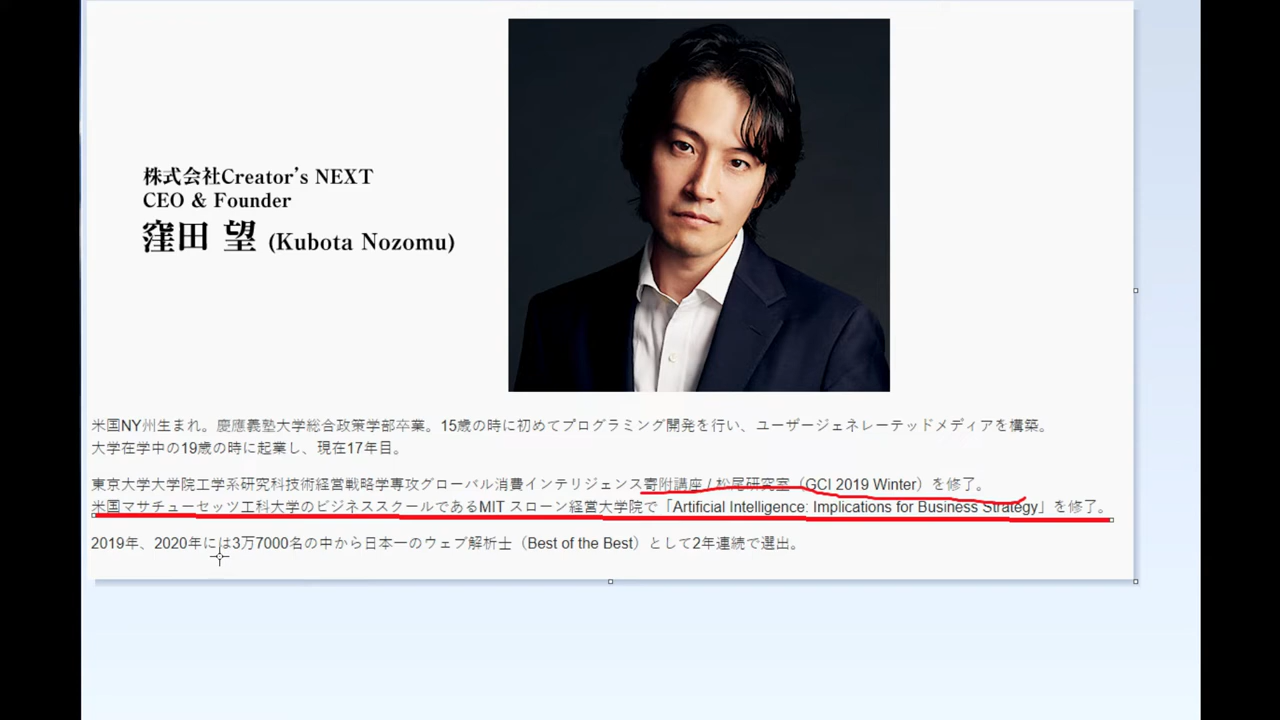 株式会社Creator's NEXT
CEO & Founder
窪田 望 (Kubota Nozomu)
米国NY州生まれ。慶應義塾大学総合政策学部卒業。15歳の時に初めてプログラミング開発を行い、ユーザージェネレーテッドメディアを構築。
大学在学中の19歳の時に起業し、現在17年目。
東京大学大学院工学系研究科技術経営戦略学専攻グローバル消費インテリジェンス寄附講座 / 松尾研究室（GCI 2019 Winter）を修了。
米国マサチューセッツ工科大学のビジネススクールであるMIT スローン経営大学院で「Artificial Intelligence: Implications for Business Strategy」を修了。
2019年、2020年には3万7000名の中から日本一のウェブ解析士（Best of the Best）として2年連続で選出。